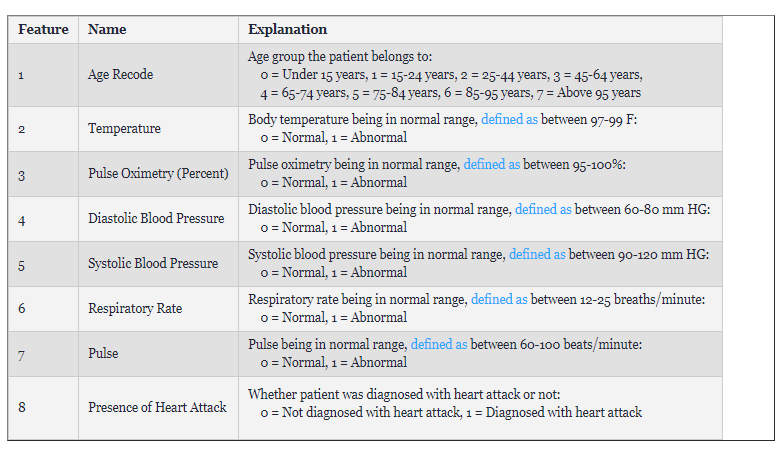 Feature Name Explanation
1 Age Recode Age group the patient belongs to:
0 = Under 15 years, 1 = 15-24 years, 2 = 25-44 years, 3 = 45-64 years,
4 = 65-74 years, 5 = 75-84 years, 6 = 85-95 years, 7 = Above 95 years
2 Temperature Body temperature being in normal range, defined as between 97-99 F:
0 = Normal, 1 = Abnormal
3 Pulse Oximetry (Percent) Pulse oximetry being in normal range, defined as between 95-100%:
0 = Normal, 1 = Abnormal
4 Diastolic Blood Pressure Diastolic blood pressure being in normal range, defined as between 60-80 mm HG:
0 = Normal, 1 = Abnormal
5 Systolic Blood Pressure Systolic blood pressure being in normal range, defined as between 90-120 mm HG:
0 = Normal, 1 = Abnormal
6 Respiratory Rate Respiratory rate being in normal range, defined as between 12-25 breaths/minute:
0 = Normal, 1 = Abnormal
7 Pulse Pulse being in normal range, defined as between 60-100 beats/minute:
0 = Normal, 1 = Abnormal
8 Presence of Heart Attack Whether patient was diagnosed with heart attack or not:
0 = Not diagnosed with heart attack, 1 = Diagnosed with heart attack